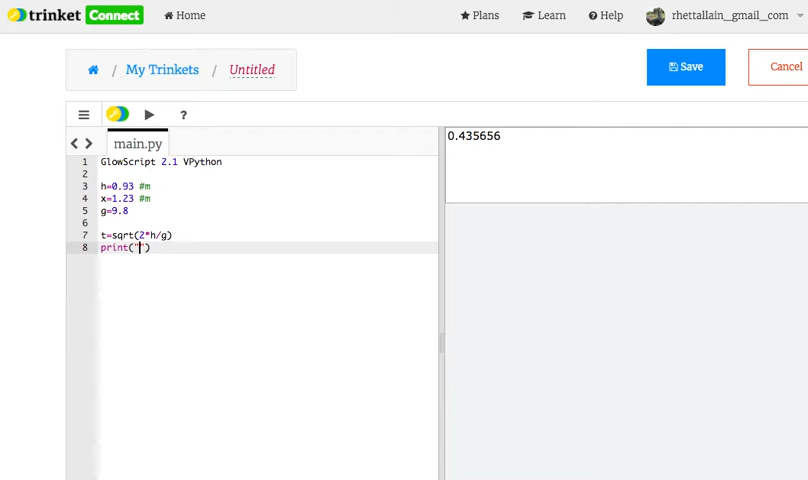 trinket Connect Home Plans Learn Help rhettallain_gmail_com
/ My Trinkets / Untitled Save Cancel
?
main.py
0.435656
1 GlowScript 2.1 VPython
2
3 h=0.93 #m
4 x=1.23 #m
5 g=9.8
6
7 t=sqrt(2*h/g)
8 print("")